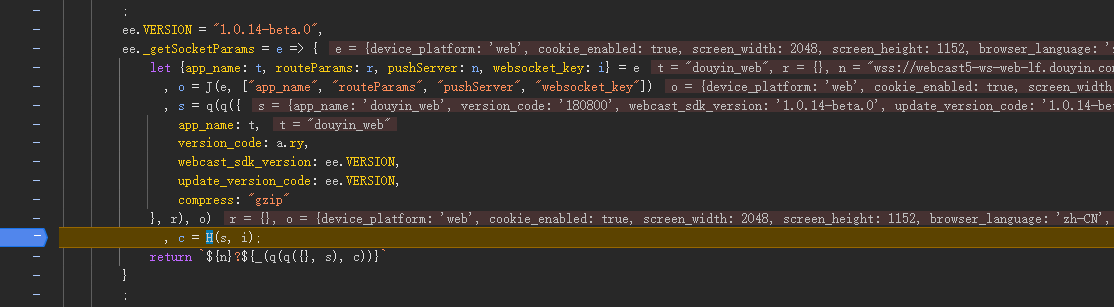 ;
ee.VERSION = "1.0.14-beta.0",
ee._getSocketParams = e => { e = {device_platform: 'web', cookie_enabled: true, screen_width: 2048, screen_height: 1152, browser_language: '
let {app_name: t, routeParams: r, pushServer: n, websocket_key: i} = e t = "douyin_web", r = {}, n = "wss://webcast5-ws-web-lf.douyin.com
, o = J(e, ["app_name", "routeParams", "pushServer", "websocket_key"]) o = {device_platform: 'web', cookie_enabled: true, screen_width
, s = q(q({ s = {app_name: 'douyin_web', version_code: '180800', webcast_sdk_version: '1.0.14-beta.0', update_version_code: '1.0.14-be
app_name: t, t = "douyin_web"
version_code: a.ry,
webcast_sdk_version: ee.VERSION,
update_version_code: ee.VERSION,
compress: "gzip"
}, r), o) r = {}, o = {device_platform: 'web', cookie_enabled: true, screen_width: 2048, screen_height: 1152, browser_language: 'zh-CN',
, c = H(s, i);
return `${n}?${_(q(q({}, s), c))}`
}
;